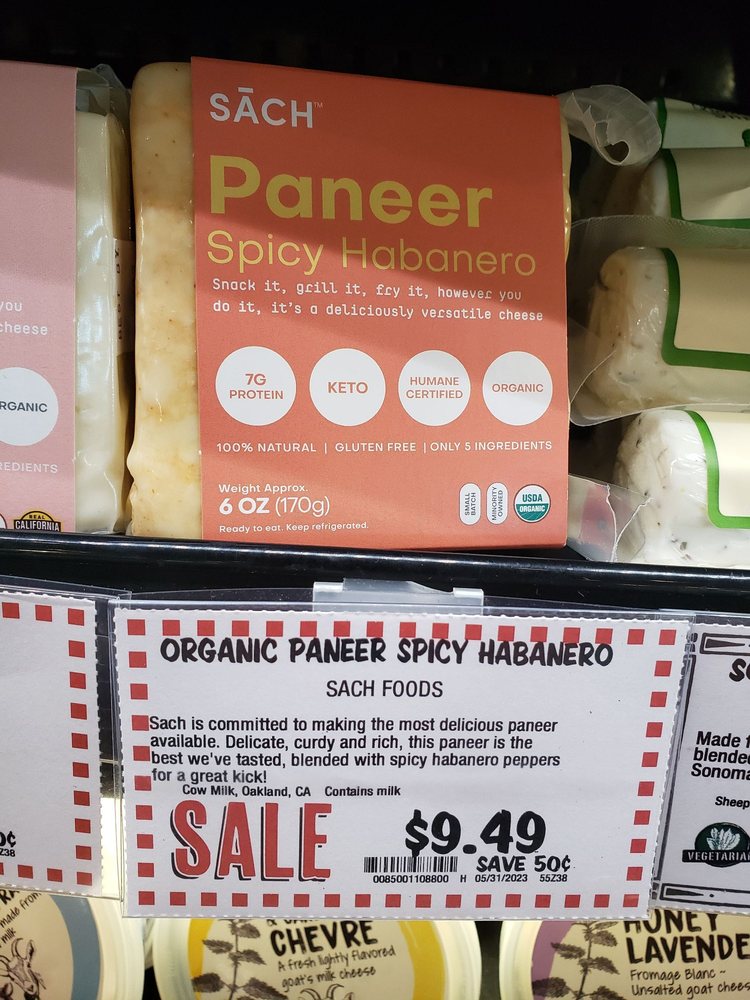 SĀCH™
Paneer
Spicy Habanero
Snack it, grill it, fry it, however you
do it, it's a deliciously versatile cheese
7G
PROTEIN
KETO
HUMANE
CERTIFIED
ORGANIC
100% NATURAL | GLUTEN FREE | ONLY 5 INGREDIENTS
Weight Approx.
6 OZ (170g)
Ready to eat. Keep refrigerated.
SMALL
BATCH
MINORITY
OWNED
USDA
ORGANIC
you
cheese
REAL
CALIFORNIA
ORGANIC PANEER SPICY HABANERO
SACH FOODS
Sach is committed to making the most delicious paneer
available. Delicate, curdy and rich, this paneer is the
best we've tasted, blended with spicy habanero peppers
for a great kick!
Cow Milk, Oakland, CA Contains milk
SALE
$9.49
SAVE 50¢
0085001108800 H 05/31/2023 55Z38
Made
blended
Sonoma
Sheep
made from
milk
CHEVRE
A fresh lightly flavored
goat's milk cheese
HONEY
Fromage Blanc ~
Unsalted goat